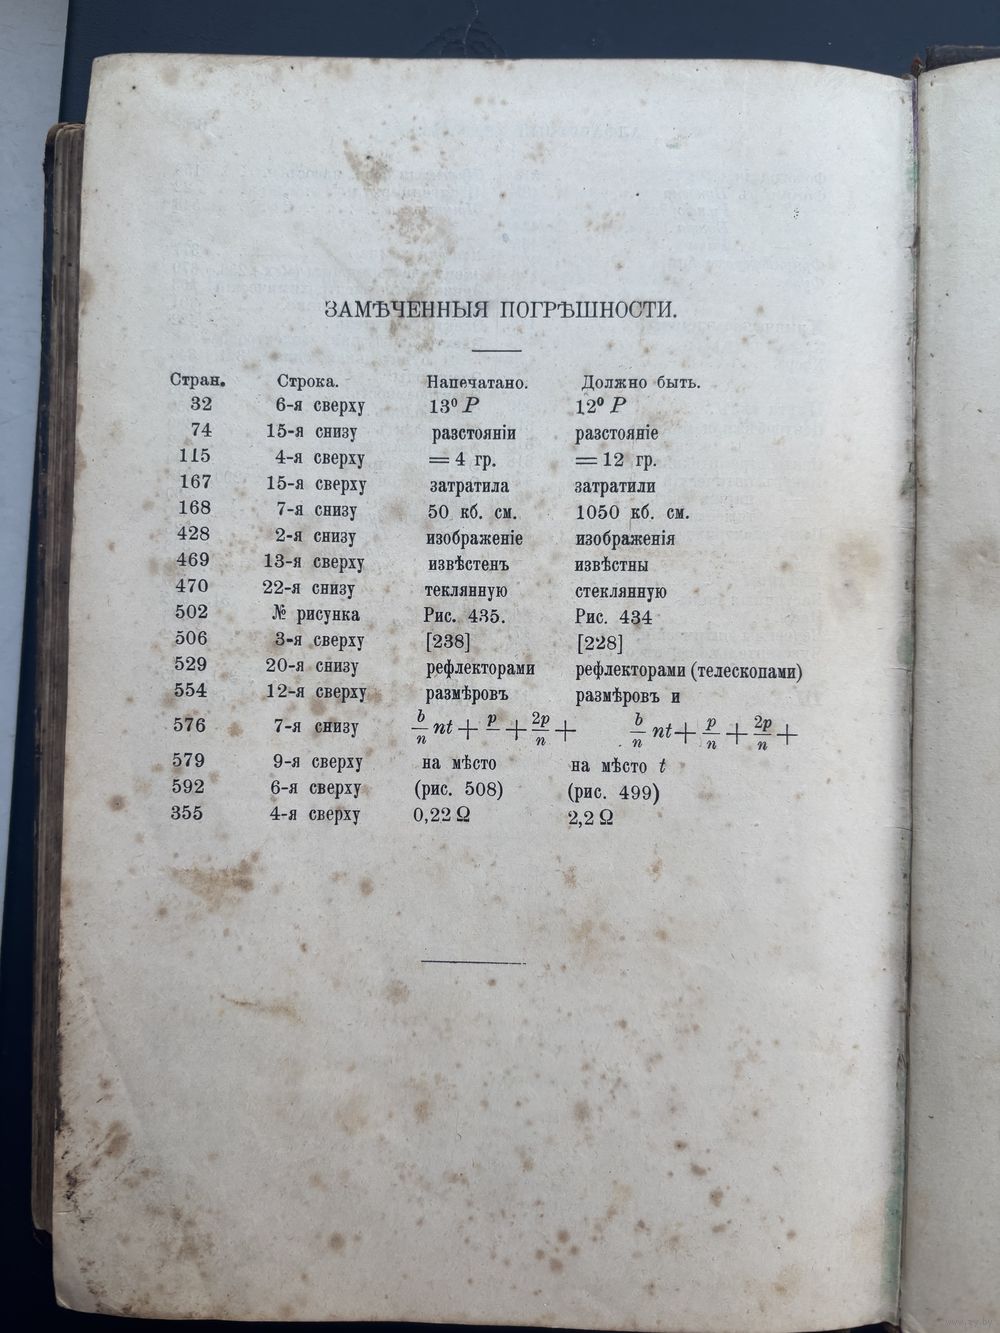 ЗАМѢЧЕННЫЯ ПОГРѢШНОСТИ.
Стран. Строка. Напечатано. Должно быть.
32 6-я сверху 13⁰ P 12⁰ P
74 15-я снизу разстоянiи разстоянiе
115 4-я сверху = 4 гр. = 12 гр.
167 15-я сверху затратила затратили
168 7-я снизу 50 кб. см. 1050 кб. см.
428 2-я снизу изображенiе изображенiя
469 13-я сверху извѣстенъ извѣстны
470 22-я снизу теклянную стеклянную
502 № рисунка Рис. 435. Рис. 434
506 3-я сверху [238] [228]
529 20-я снизу рефлекторами рефлекторами (телескопами)
554 12-я сверху размѣровъ размѣровъ и
576 7-я снизу b/n nt + p/ + 2p/n + b/n nt + p/n + 2p/n +
579 9-я сверху на мѣсто на мѣсто t
592 6-я сверху (рис. 508) (рис. 499)
355 4-я сверху 0,22 Ω 2,2 Ω